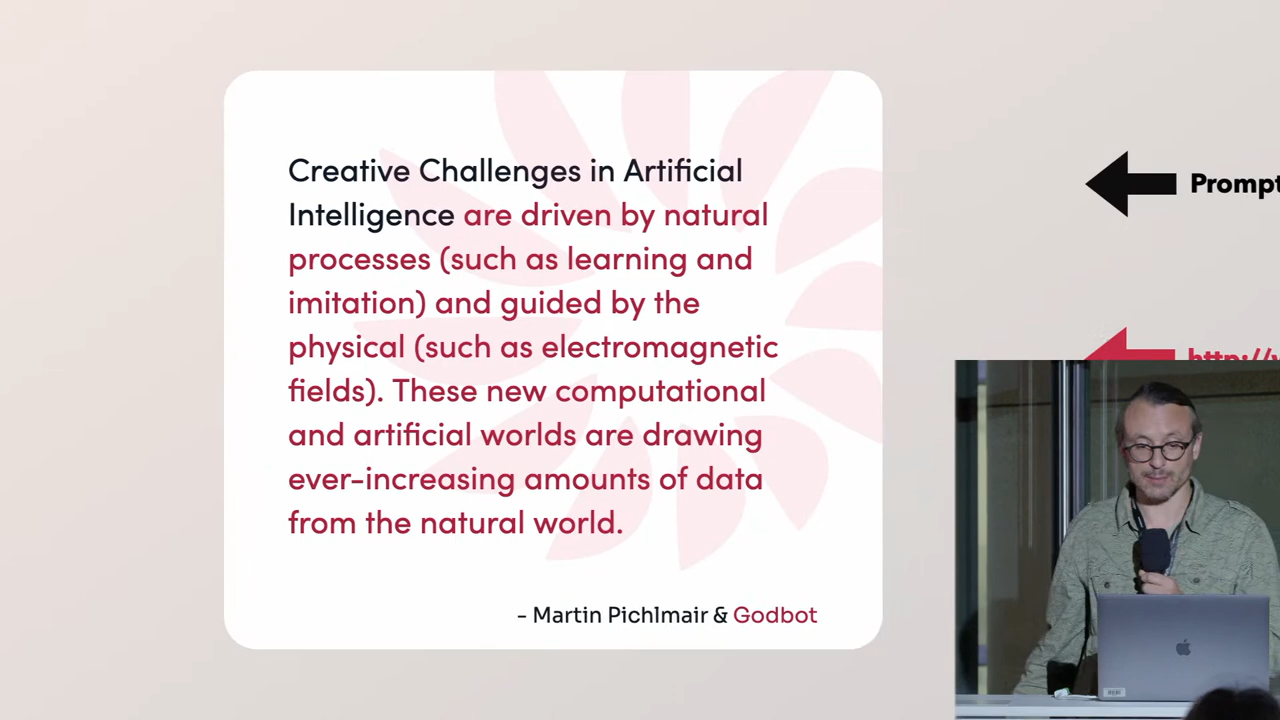 Creative Challenges in Artificial
Intelligence are driven by natural
processes (such as learning and
imitation) and guided by the
physical (such as electromagnetic
fields). These new computational
and artificial worlds are drawing
ever-increasing amounts of data
from the natural world.
- Martin Pichlmair & Godbot
Prompt